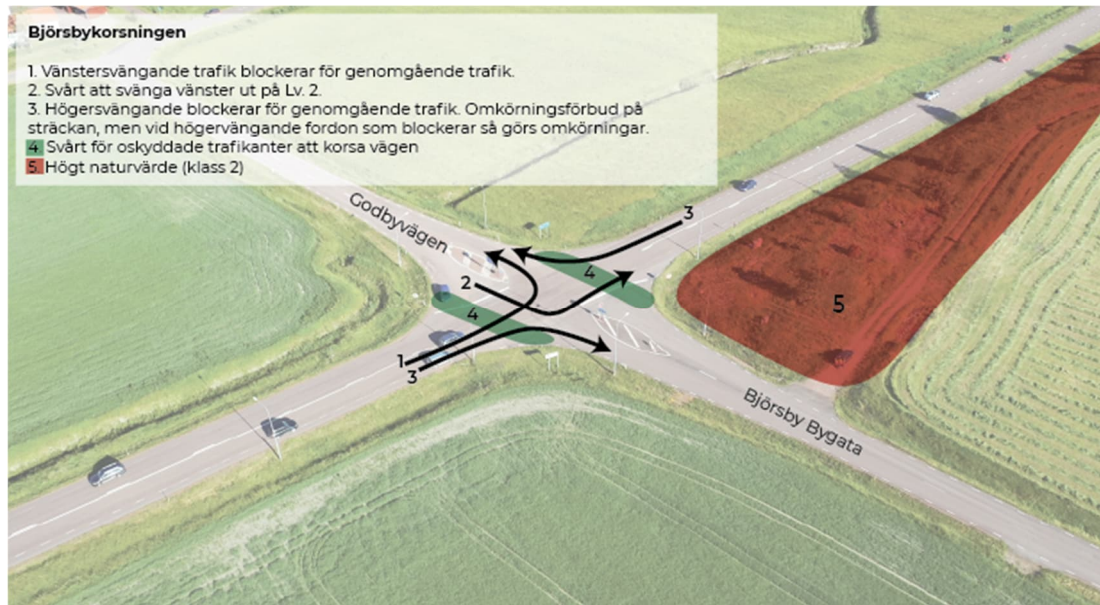 Björsbykorsningen
1. Vänstersvängande trafik blockerar för genomgående trafik.
2. Svårt att svänga vänster ut på Lv. 2.
3. Högersvängande blockerar för genomgående trafik. Omkörningsförbud på
sträckan, men vid högervängande fordon som blockerar så görs omkörningar.
4. Svårt för oskyddade trafikanter att korsa vägen
5. Högt naturvärde (klass 2)
Godbyvägen
3
4
2
5
4
1
3
Björsby Bygata